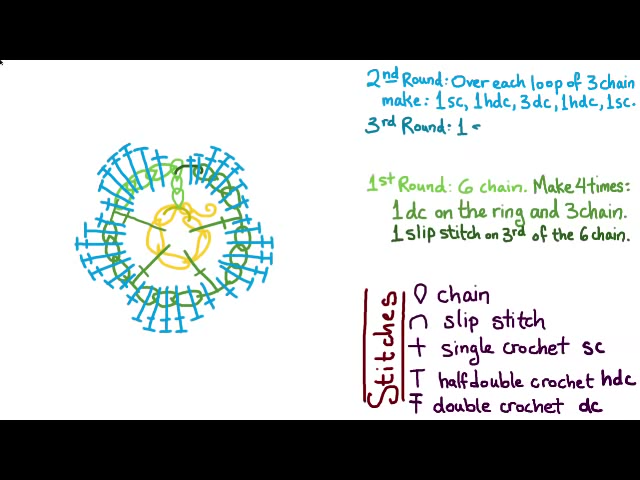 2nd Round: Over each loop of 3 chain
make: 1sc, 1hdc, 3dc, 1hdc, 1sc.
3rd Round: 1
1st Round: 6 chain. Make 4 times:
1dc on the ring and 3 chain.
1 slip stitch on 3rd of the 6 chain.
Stitches
chain
slip stitch
single crochet sc
half double crochet hdc
double crochet dc